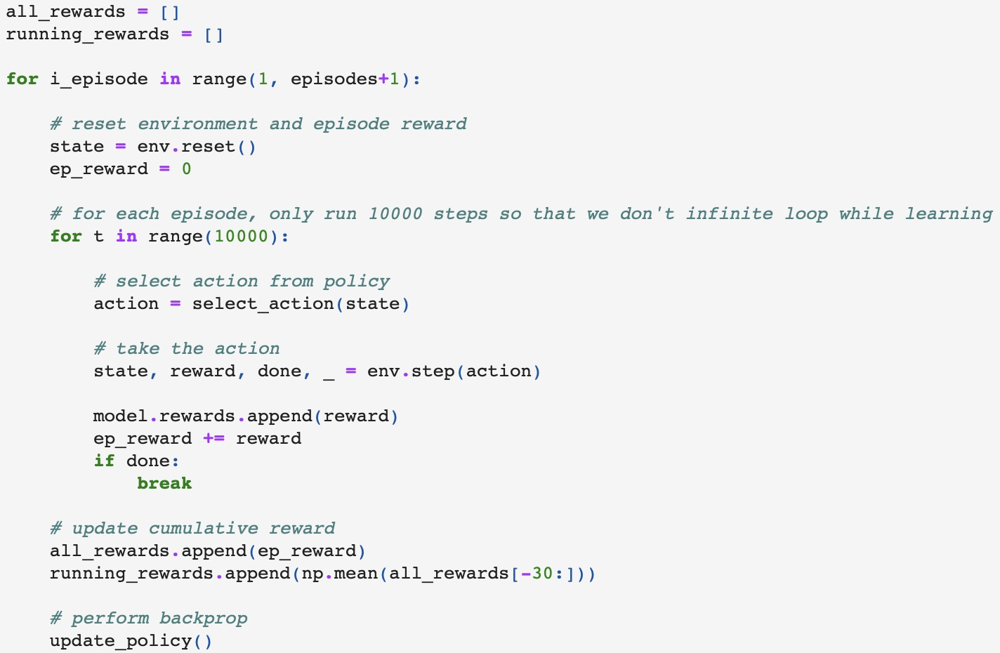 all_rewards = []
running_rewards = []
for i_episode in range(1, episodes+1):
# reset environment and episode reward
state = env.reset()
ep_reward = 0
# for each episode, only run 10000 steps so that we don't infinite loop while learning
for t in range(10000):
# select action from policy
action = select_action(state)
# take the action
state, reward, done, _ = env.step(action)
model.rewards.append(reward)
ep_reward += reward
if done:
break
# update cumulative reward
all_rewards.append(ep_reward)
running_rewards.append(np.mean(all_rewards[-30:]))
# perform backprop
update_policy()